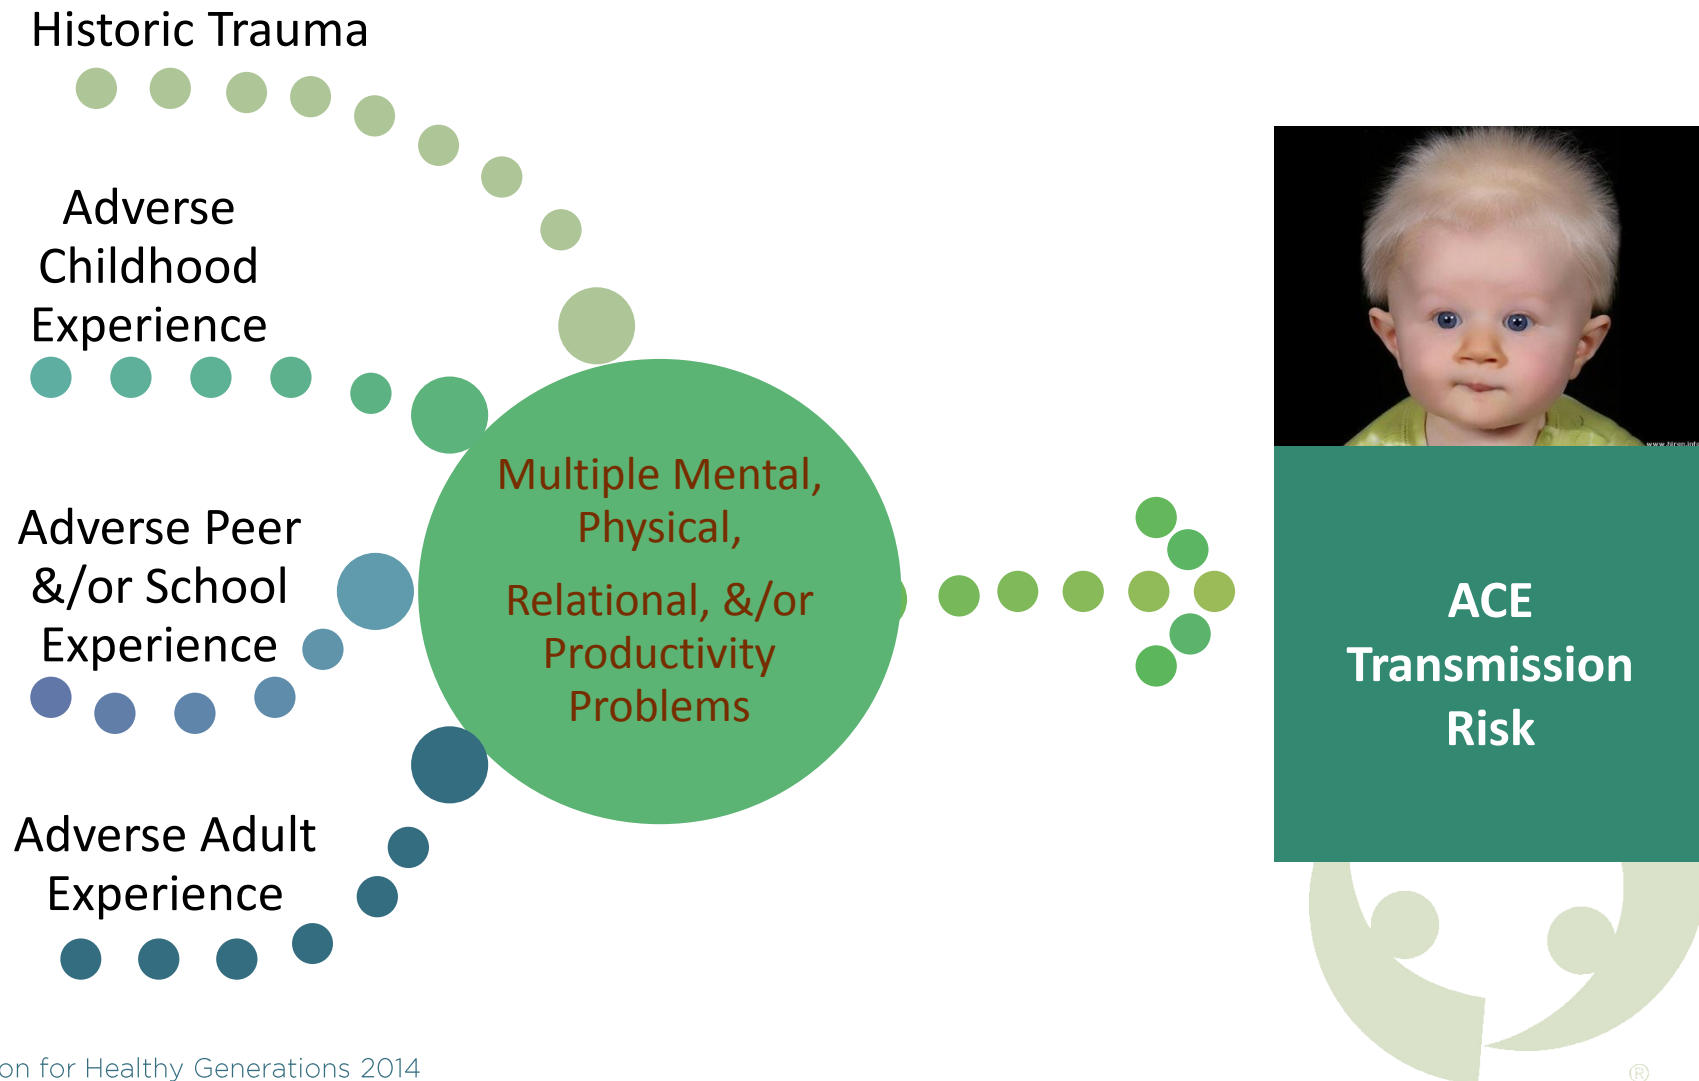 Historic Trauma
Adverse
Childhood
Experience
Adverse Peer
&/or School
Experience
Adverse Adult
Experience
Multiple Mental,
Physical,
Relational, &/or
Productivity
Problems
ACE
Transmission
Risk
on for Healthy Generations 2014
®